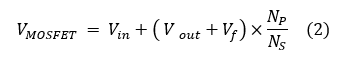 V_MOSFET = V_in + (V_out + V_f) × N_P/N_S (2)